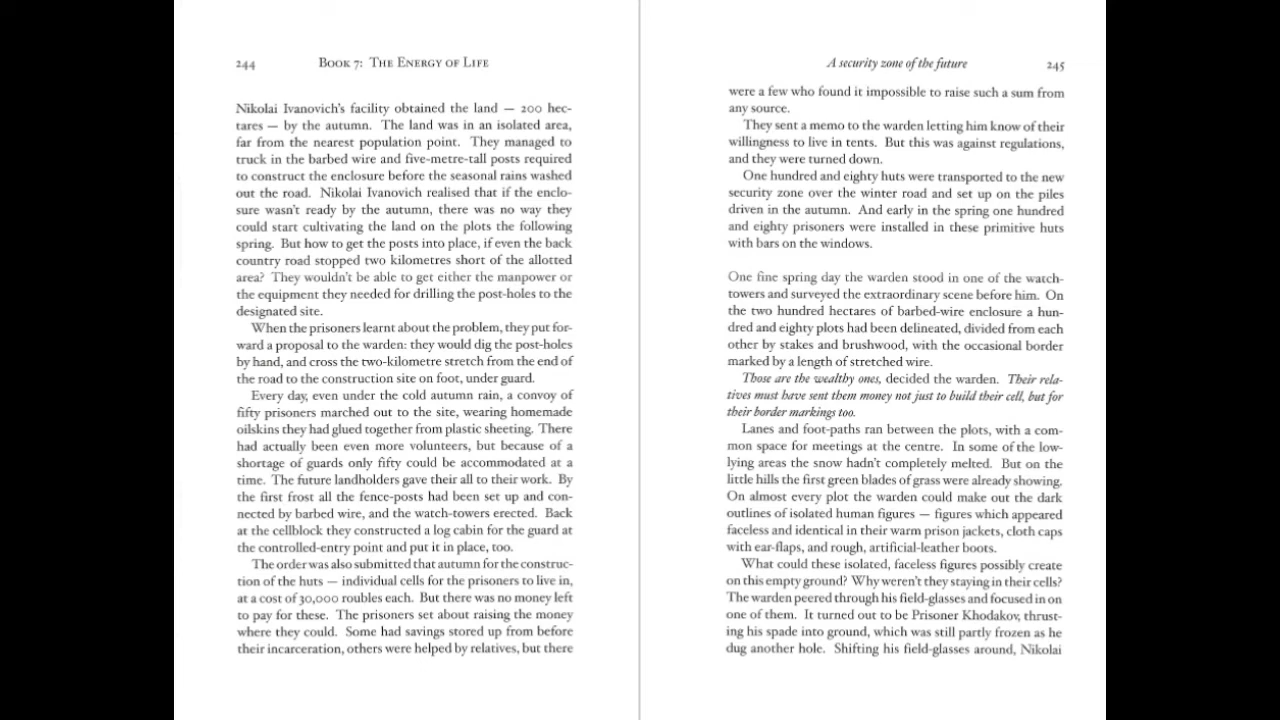 244 Book 7: The Energy of Life
Nikolai Ivanovich's facility obtained the land — 200 hec-
tares — by the autumn. The land was in an isolated area,
far from the nearest population point. They managed to
truck in the barbed wire and five-metre-tall posts required
to construct the enclosure before the seasonal rains washed
out the road. Nikolai Ivanovich realised that if the enclo-
sure wasn't ready by the autumn, there was no way they
could start cultivating the land on the plots the following
spring. But how to get the posts into place, if even the back
country road stopped two kilometres short of the allotted
area? They wouldn't be able to get either the manpower or
the equipment they needed for drilling the post-holes to the
designated site.
When the prisoners learnt about the problem, they put for-
ward a proposal to the warden: they would dig the post-holes
by hand, and cross the two-kilometre stretch from the end of
the road to the construction site on foot, under guard.
Every day, even under the cold autumn rain, a convoy of
fifty prisoners marched out to the site, wearing homemade
oilskins they had glued together from plastic sheeting. There
had actually been even more volunteers, but because of a
shortage of guards only fifty could be accommodated at a
time. The future landholders gave their all to their work. By
the first frost all the fence-posts had been set up and con-
nected by barbed wire, and the watch-towers erected. Back
at the cellblock they constructed a log cabin for the guard at
the controlled-entry point and put it in place, too.
The order was also submitted that autumn for the construc-
tion of the huts — individual cells for the prisoners to live in,
at a cost of 30,000 roubles each. But there was no money left
to pay for these. The prisoners set about raising the money
where they could. Some had savings stored up from before
their incarceration, others were helped by relatives, but there
A security zone of the future 245
were a few who found it impossible to raise such a sum from
any source.
They sent a memo to the warden letting him know of their
willingness to live in tents. But this was against regulations,
and they were turned down.
One hundred and eighty huts were transported to the new
security zone over the winter road and set up on the piles
driven in the autumn. And early in the spring one hundred
and eighty prisoners were installed in these primitive huts
with bars on the windows.
One fine spring day the warden stood in one of the watch-
towers and surveyed the extraordinary scene before him. On
the two hundred hectares of barbed-wire enclosure a hun-
dred and eighty plots had been delineated, divided from each
other by stakes and brushwood, with the occasional border
marked by a length of stretched wire.
Those are the wealthy ones, decided the warden. Their rela-
tives must have sent them money not just to build their cell, but for
their border markings too.
Lanes and foot-paths ran between the plots, with a com-
mon space for meetings at the centre. In some of the low-
lying areas the snow hadn't completely melted. But on the
little hills the first green blades of grass were already showing.
On almost every plot the warden could make out the dark
outlines of isolated human figures — figures which appeared
faceless and identical in their warm prison jackets, cloth caps
with ear-flaps, and rough, artificial-leather boots.
What could these isolated, faceless figures possibly create
on this empty ground? Why weren't they staying in their cells?
The warden peered through his field-glasses and focused in on
one of them. It turned out to be Prisoner Khodakov, thrust-
ing his spade into ground, which was still partly frozen as he
dug another hole. Shifting his field-glasses around, Nikolai